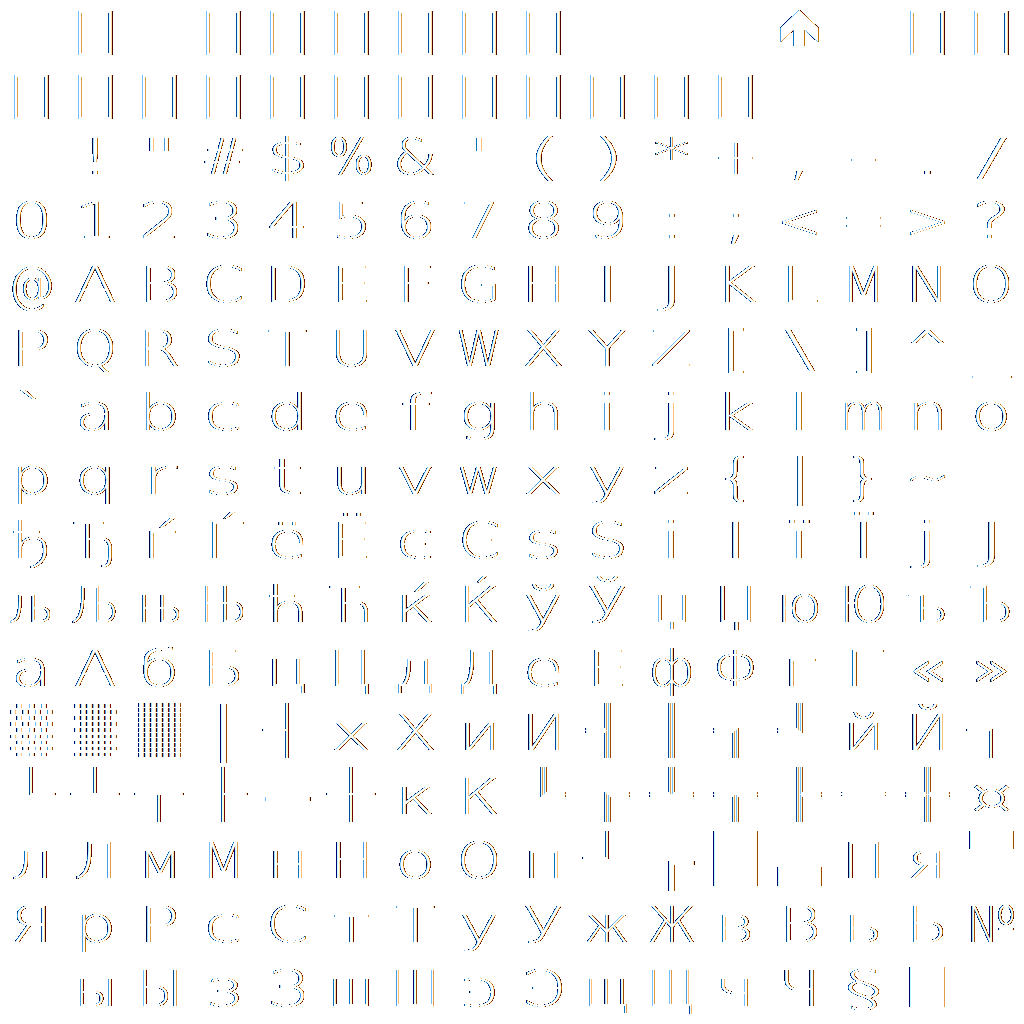 ! " # $ % & ' ( ) * + , - . /
0 1 2 3 4 5 6 7 8 9 : ; < = > ?
@ A B C D E F G H I J K L M N O
P Q R S T U V W X Y Z [ \ ] ^ _
` a b c d e f g h i j k l m n o
p q r s t u v w x y z { | } ~
ђ Ђ ѓ Ѓ ё Ё є Є ѕ Ѕ і І ї Ї ј Ј
љ Љ њ Њ ћ Ћ ќ Ќ ў Ў џ Џ ю Ю ъ Ъ
а А б Б ц Ц д Д е Е ф Ф г Г « »
░ ▒ ▓ │ ┤ х Х и И ╣ ║ ╗ ╝ й Й ┐
└ ┴ ┬ ├ ─ ┼ к К ╚ ╔ ╩ ╦ ╠ ═ ╬ ¤
л Л м М н Н о О п ┘ ┌ █ ▄ П я ▀
Я р Р с С т Т у У ж Ж в В ь Ь №
ы Ы з З ш Ш э Э щ Щ ч Ч § ■